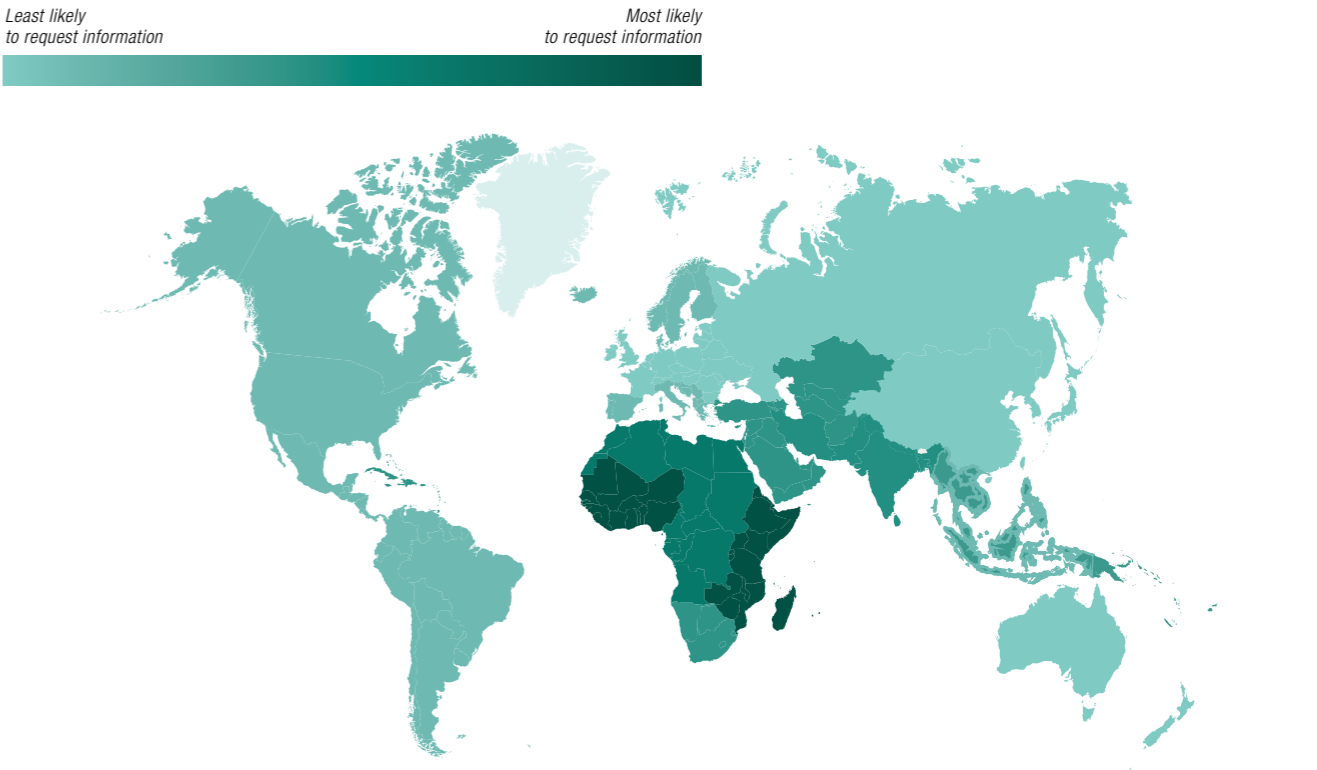 Least likely
to request information
Most likely
to request information